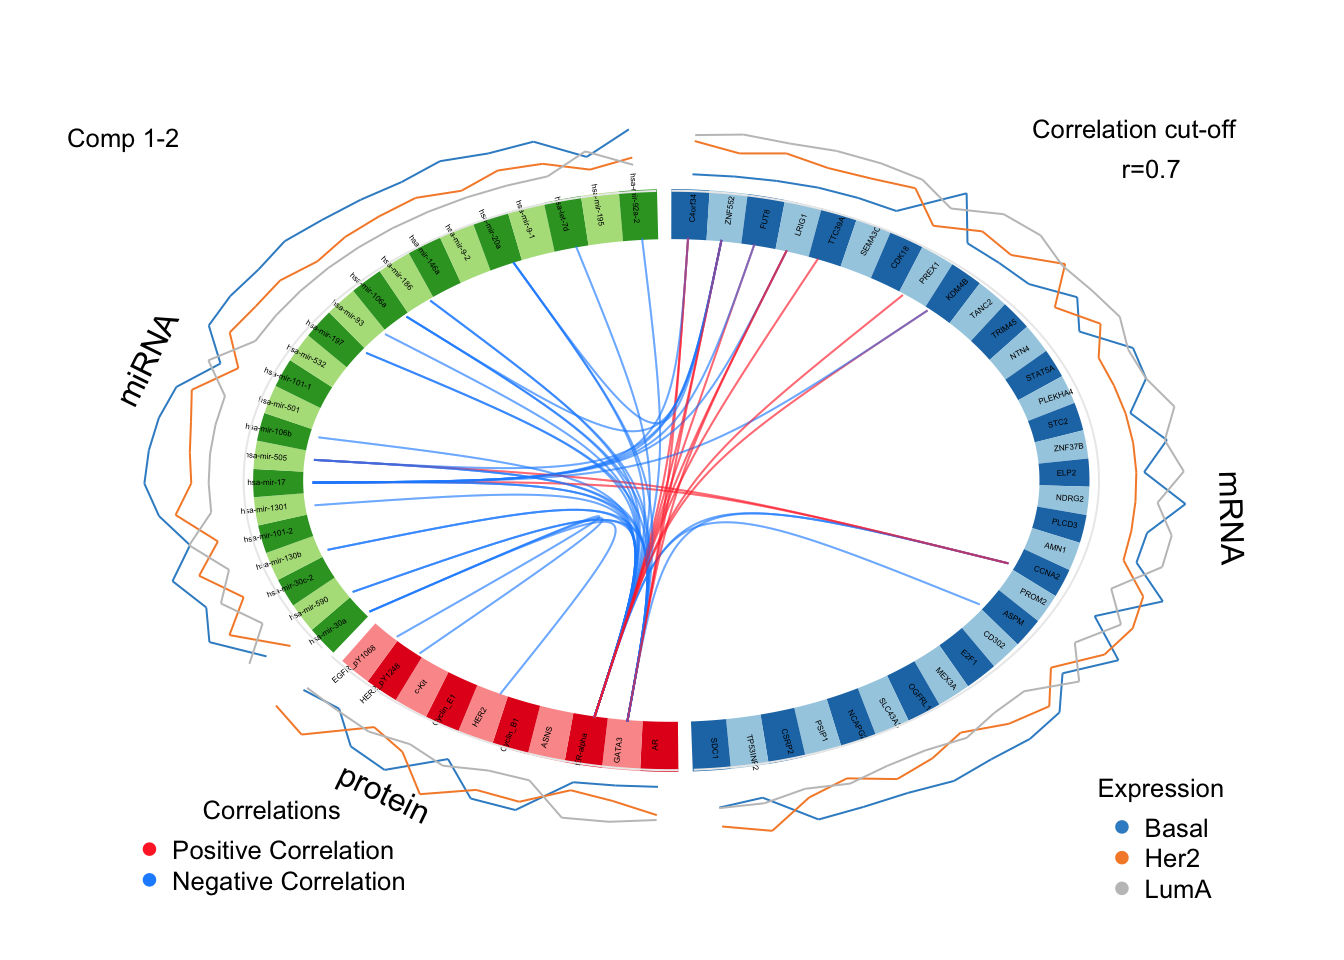 Comp 1-2
Correlation cut-off
r=0.7
miRNA
mRNA
protein
hsa-mir-92a-2
hsa-mir-195
hsa-let-7d
hsa-mir-9-1
hsa-mir-20a
hsa-mir-9-2
hsa-mir-146a
hsa-mir-186
hsa-mir-106a
hsa-mir-93
hsa-mir-197
hsa-mir-532
hsa-mir-101-1
hsa-mir-501
hsa-mir-106b
hsa-mir-505
hsa-mir-17
hsa-mir-1301
hsa-mir-101-2
hsa-mir-130b
hsa-mir-30c-2
hsa-mir-590
hsa-mir-30a
C4orf34
ZNF552
FUT8
LRIG1
TTC39A
SEMA3C
CDK18
PREX1
KDM4B
TANC2
TRIM45
NTN4
STAT5A
PLEKHA4
STC2
ZNF37B
ELP2
NDRG2
PLCD3
AMN1
CCNA2
PROM2
ASPM
CD302
E2F1
MEX3A
OGFRL1
SLC43A
NCAPG
PSIP1
CSRP2
TP53INP2
SDC1
EGFR_pY1068
HER3_pY1248
c-Kit
Cyclin_E1
HER2
Cyclin_B1
ASNS
ER-alpha
GATA3
AR
Correlations
Positive Correlation
Negative Correlation
Expression
Basal
Her2
LumA